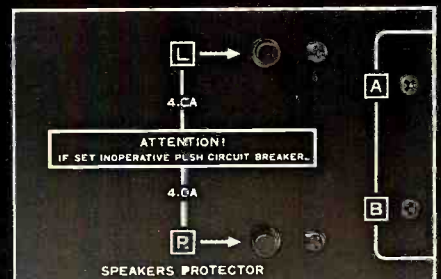 L
A
4.0A
ATTENTION!
IF SET INOPERATIVE PUSH CIRCUIT BREAKER.
4.0A
B
R
SPEAKERS PROTECTOR